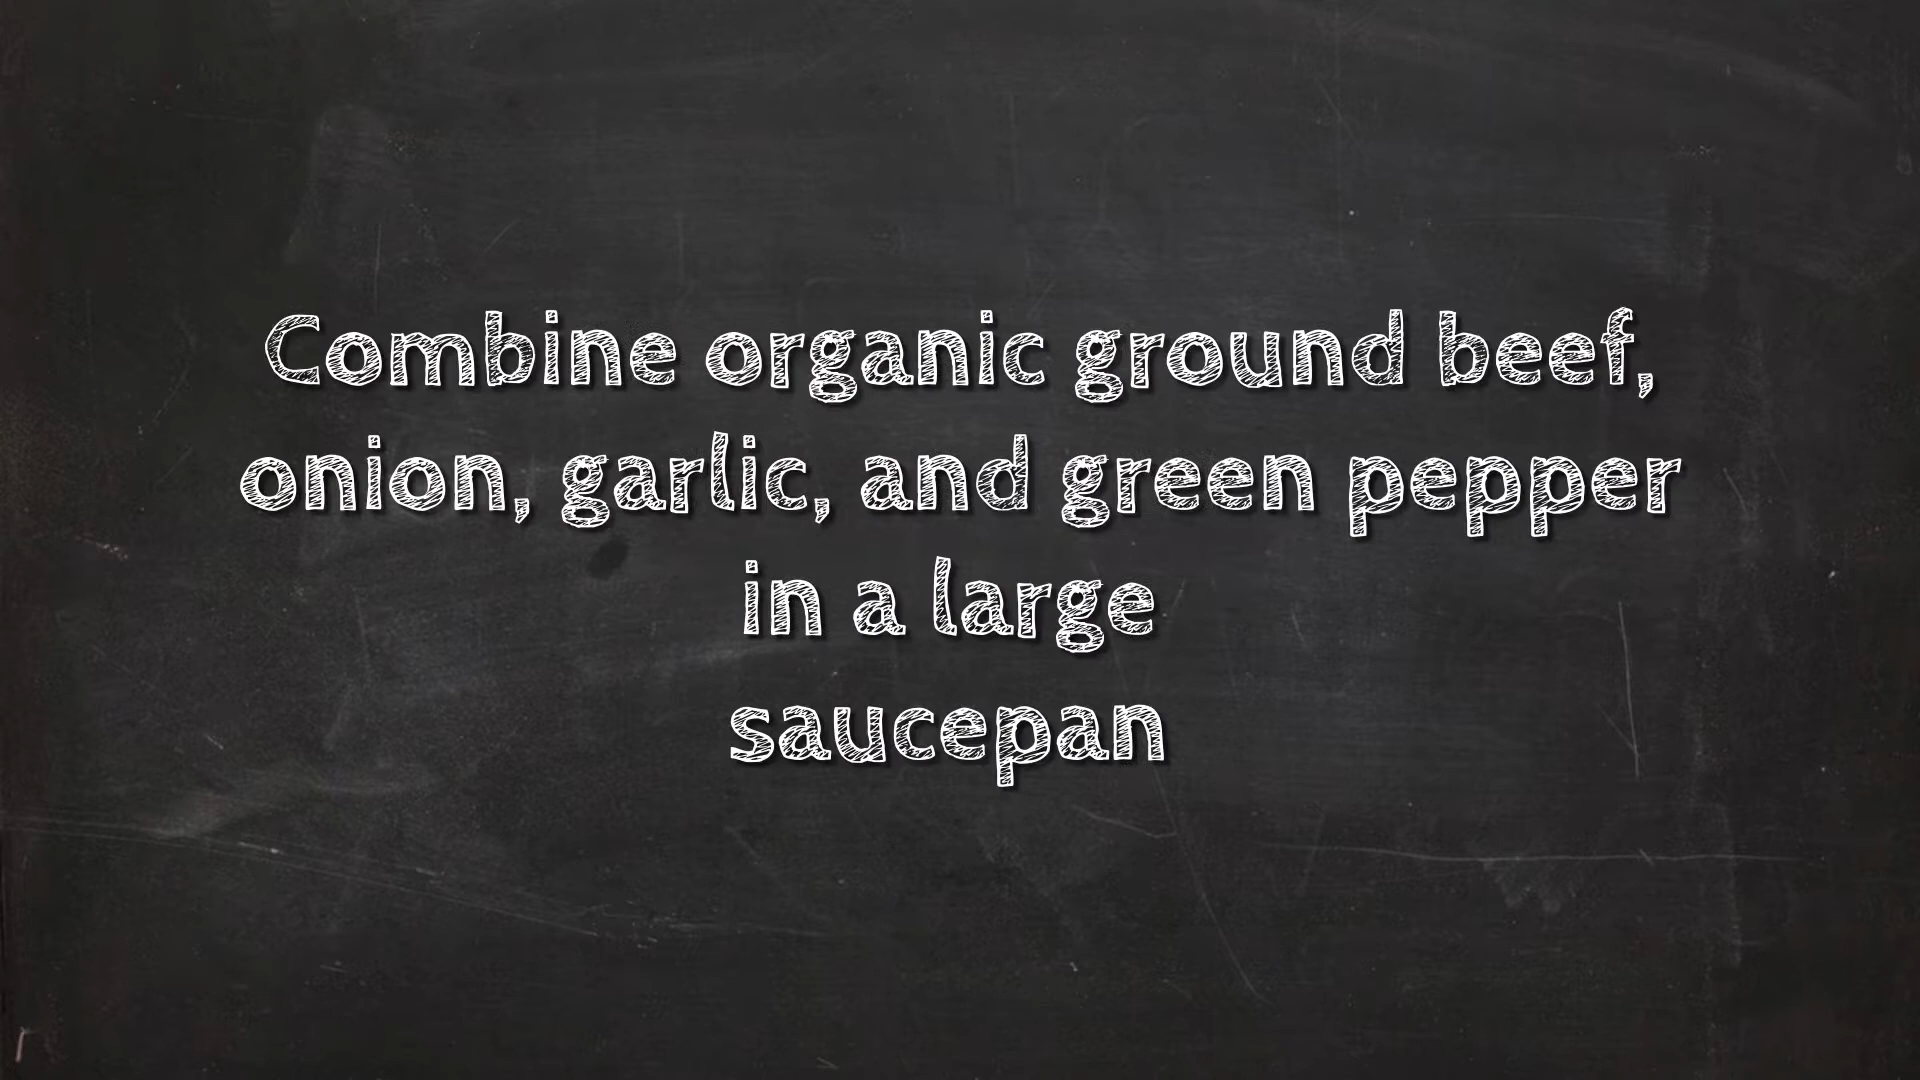 Combine organic ground beef,
onion, garlic, and green pepper
in a large
saucepan